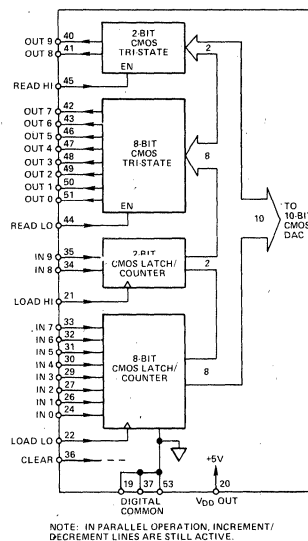 OUT 9 40
OUT 8 41
2-BIT
CMOS
TRI-STATE
EN
2
READ HI 45
OUT 7 42
OUT 6 43
OUT 5 46
OUT 4 47
OUT 3 48
OUT 2 49
OUT 1 50
OUT 0 51
8-BIT
CMOS
TRI-STATE
EN
8
READ LO 44
10
TO
10-BIT
CMOS
DAC
IN 9 35
IN 8 34
2-BIT
CMOS LATCH/
COUNTER
2
LOAD HI 21
IN 7 33
IN 6 32
IN 5 31
IN 4 30
IN 3 29
IN 2 27
IN 1 26
IN 0 24
8-BIT
CMOS LATCH/
COUNTER
8
LOAD LO 22
CLEAR 36
+5V
19 37 53 20
DIGITAL
COMMON
VDD OUT
NOTE: IN PARALLEL OPERATION, INCREMENT/
DECREMENT LINES ARE STILL ACTIVE.